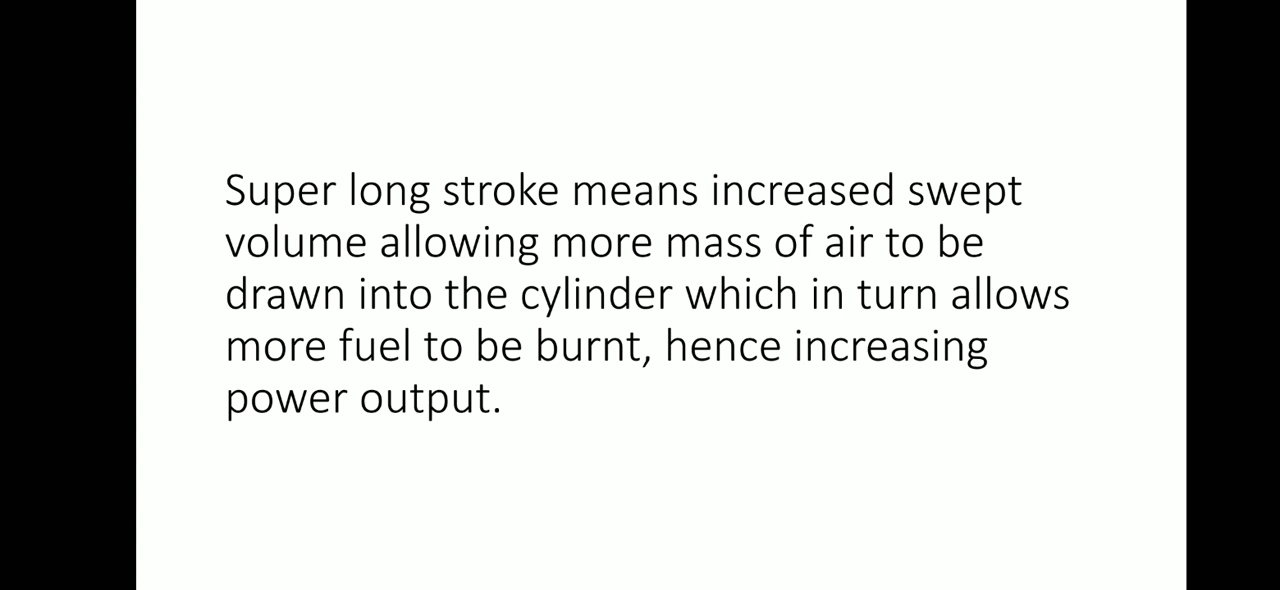 Super long stroke means increased swept
volume allowing more mass of air to be
drawn into the cylinder which in turn allows
more fuel to be burnt, hence increasing
power output.